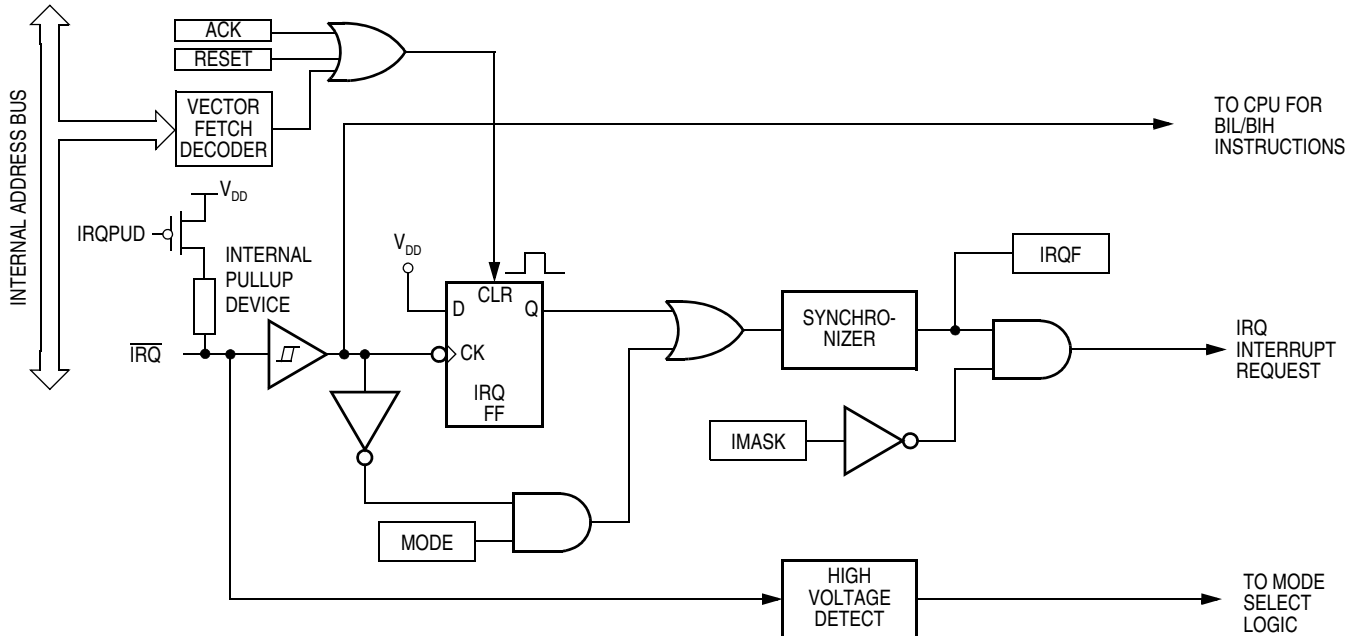 INTERNAL ADDRESS BUS
ACK
RESET
VECTOR
FETCH
DECODER
TO CPU FOR
BIL/BIH
INSTRUCTIONS
VDD
IRQPUD
INTERNAL
PULLUP
DEVICE
VDD
D
CLR
Q
CK
IRQ
FF
IRQ
SYNCHRO-
NIZER
IRQF
IRQ
INTERRUPT
REQUEST
IMASK
MODE
HIGH
VOLTAGE
DETECT
TO MODE
SELECT
LOGIC